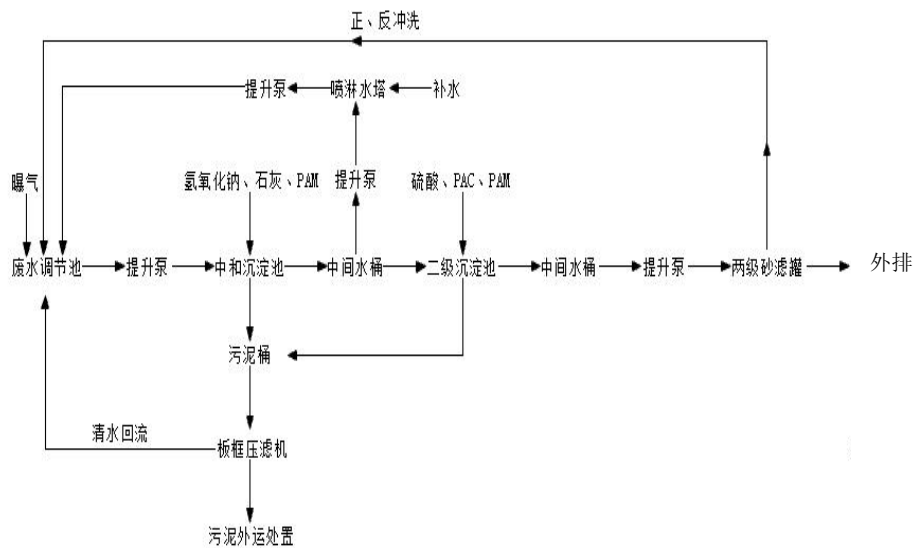 正、反冲洗
提升泵 喷淋水塔 补水
曝气 氢氧化钠、石灰、PAM 提升泵 硫酸、PAC、PAM
废水调节池 提升泵 中和沉淀池 中间水桶 二级沉淀池 中间水桶 提升泵 两级砂滤罐 外排
污泥桶
清水回流 板框压滤机
污泥外运处置